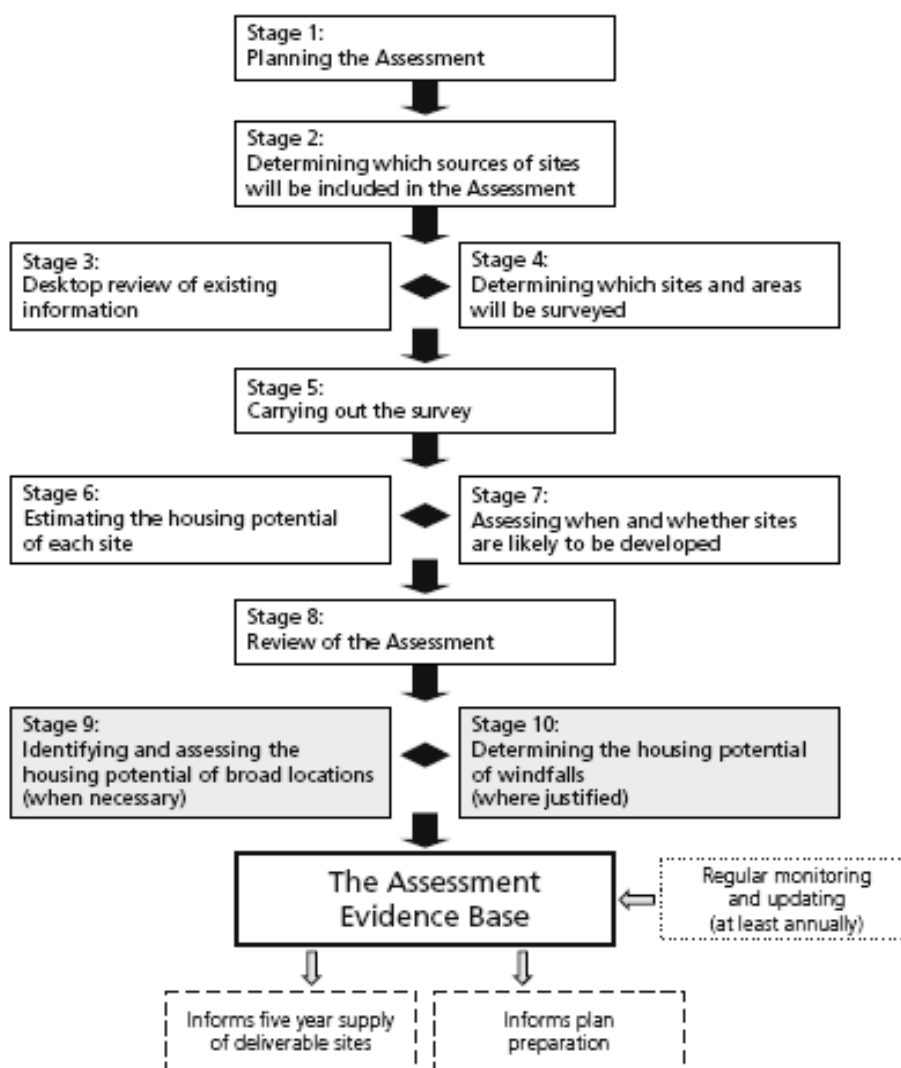 Stage 1:
Planning the Assessment
Stage 2:
Determining which sources of sites
will be included in the Assessment
Stage 3:
Desktop review of existing
information
Stage 4:
Determining which sites and areas
will be surveyed
Stage 5:
Carrying out the survey
Stage 6:
Estimating the housing potential
of each site
Stage 7:
Assessing when and whether sites
are likely to be developed
Stage 8:
Review of the Assessment
Stage 9:
Identifying and assessing the
housing potential of broad locations
(when necessary)
Stage 10:
Determining the housing potential
of windfalls
(where justified)
The Assessment
Evidence Base
Regular monitoring
and updating
(at least annually)
Informs five year supply
of deliverable sites
Informs plan
preparation